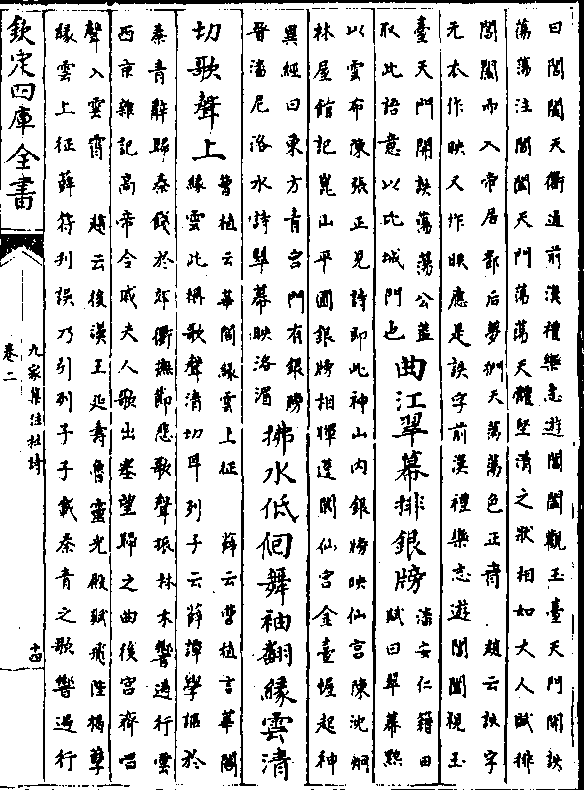 曰閶闔天衢通前漢禮樂志遊閶闔觀玉臺天門開詄
蕩蕩注閶闔天門蕩蕩天體堅清之狀相如大人賦排
閶闔而入帝居鄧后夢捫天蕩蕩色正青 趙云詄字
元本作映又作昳應是詄字前漢禮樂志遊閶闔觀玉
臺天門開詄蕩蕩公蓋
取此語意以比城門也
曲江翠幕排銀牓
潘安仁籍田
賦曰翠幕黕
以雲布陳張正見詩即此神山內銀牓映仙宮陳沈炯
林屋館記崑山平圃銀牓相暉蓬閬仙宮金臺崛起神
異經曰東方青宮門有銀牓
晉潘尼洛水詩翠幕映洛湄
拂水低佪舞袖翻緣雲清
切歌聲上
曹植云華閣緣雲上征 薛云曹植言華閣
緣雲此稱歌聲清切耳列子云薛譚學謳於
秦青辭歸秦餞於郊衢撫節悲歌聲振林木響遏行雲
西京雜記高帝令戚夫人歌出塞望歸之曲後宮齊唱
聲入雲霄 趙云後漢王延壽魯靈光殿賦飛陛揭孽
緣雲上征薛符刋誤乃引列子子載秦青之歌響遏行
欽定四庫全書
九家集注杜詩
卷二
十四